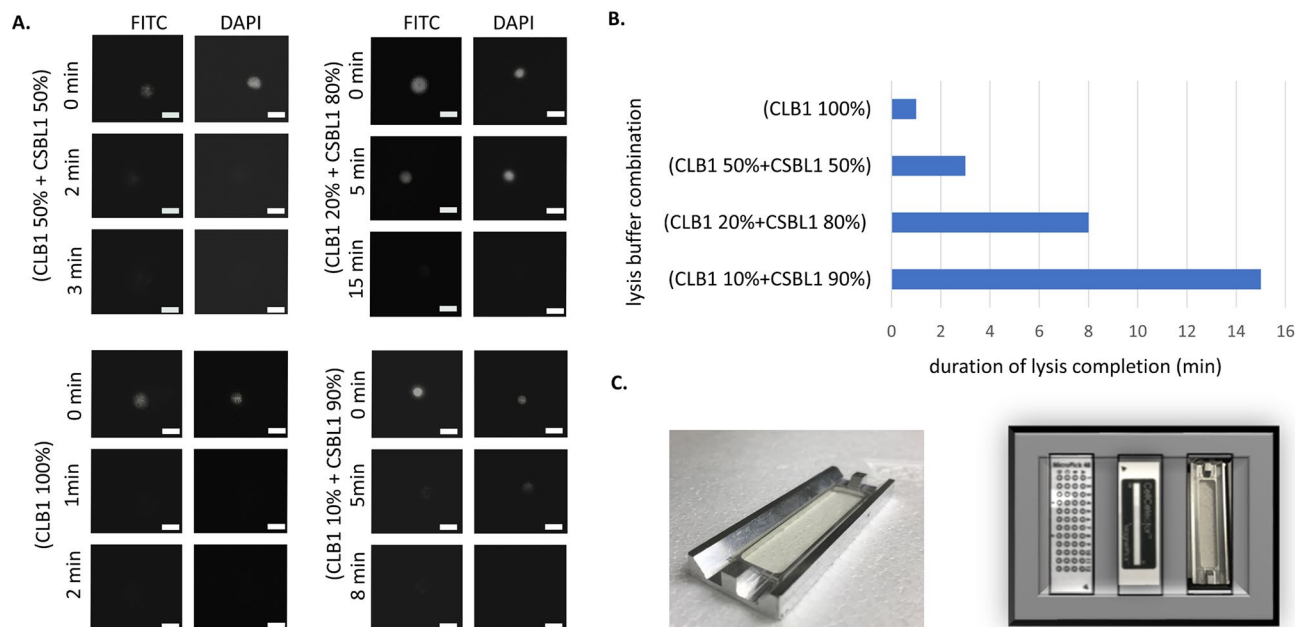 A.
FITC DAPI
(CLB1 50% + CSBL1 50%)
0 min
2 min
3 min
FITC DAPI
(CLB1 20% + CSBL1 80%)
0 min
5 min
15 min
(CLB1 100%)
0 min
1min
2 min
(CLB1 10% + CSBL1 90%)
0 min
5min
8 min
B.
lysis buffer combination
(CLB1 100%)
(CLB1 50%+CSBL1 50%)
(CLB1 20%+CSBL1 80%)
(CLB1 10%+CSBL1 90%)
0 2 4 6 8 10 12 14 16
duration of lysis completion (min)
C.